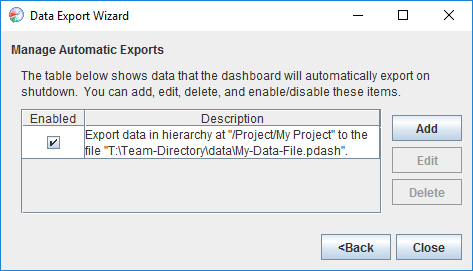 Data Export Wizard
Manage Automatic Exports
The table below shows data that the dashboard will automatically export on
shutdown. You can add, edit, delete, and enable/disable these items.
Enabled Description
Export data in hierarchy at "/Project/My Project" to the
file "T:\Team-Directory\data\My-Data-File.pdash".
Add
Edit
Delete
<Back Close